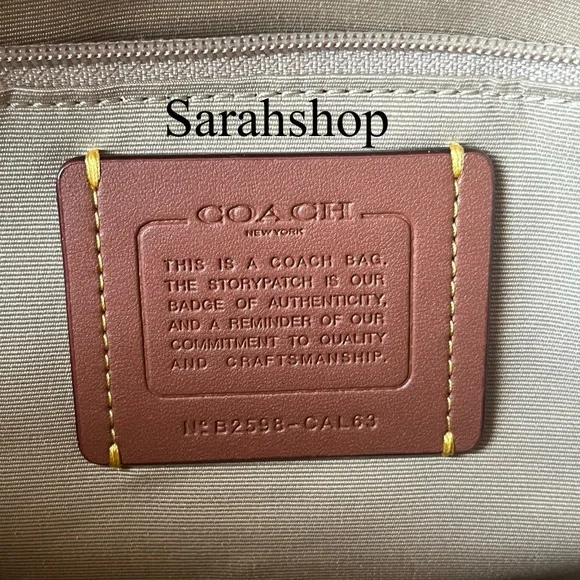 Sarahshop
COACH
NEW YORK
THIS IS A COACH BAG.
THE STORYPATCH IS OUR
BADGE OF AUTHENTICITY,
AND A REMINDER OF OUR
COMMITMENT TO QUALITY
AND CRAFTSMANSHIP.
Nº B2598-CAL63